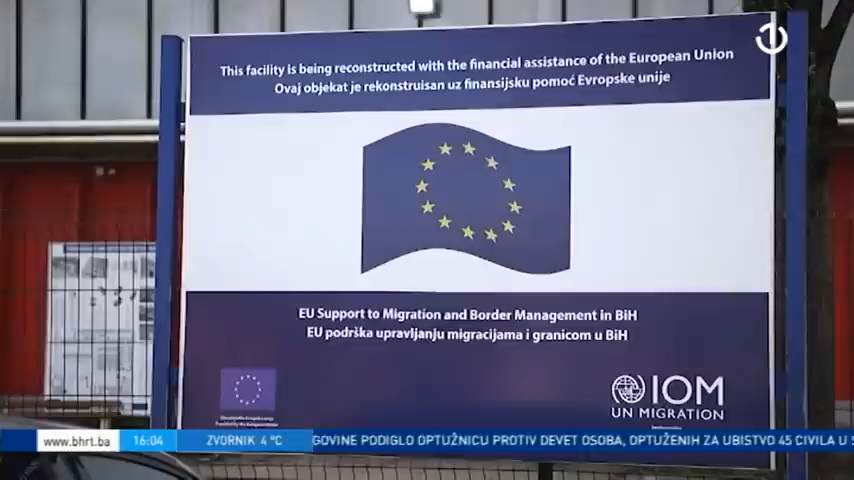 This facility is being reconstructed with the financial assistance of the European Union
Ovaj objekat je rekonstruisan uz finansijsku pomoć Evropske unije
EU Support to Migration and Border Management in BiH
EU podrška upravljanju migracijama i granicom u BiH
IOM
UN MIGRATION
www.bhrt.ba 16:04 ZVORNIK 4 °C GOVINE PODIGLO OPTUŽNICU PROTIV DEVET OSOBA, OPTUŽENIH ZA UBISTVO 45 CIVILA U S